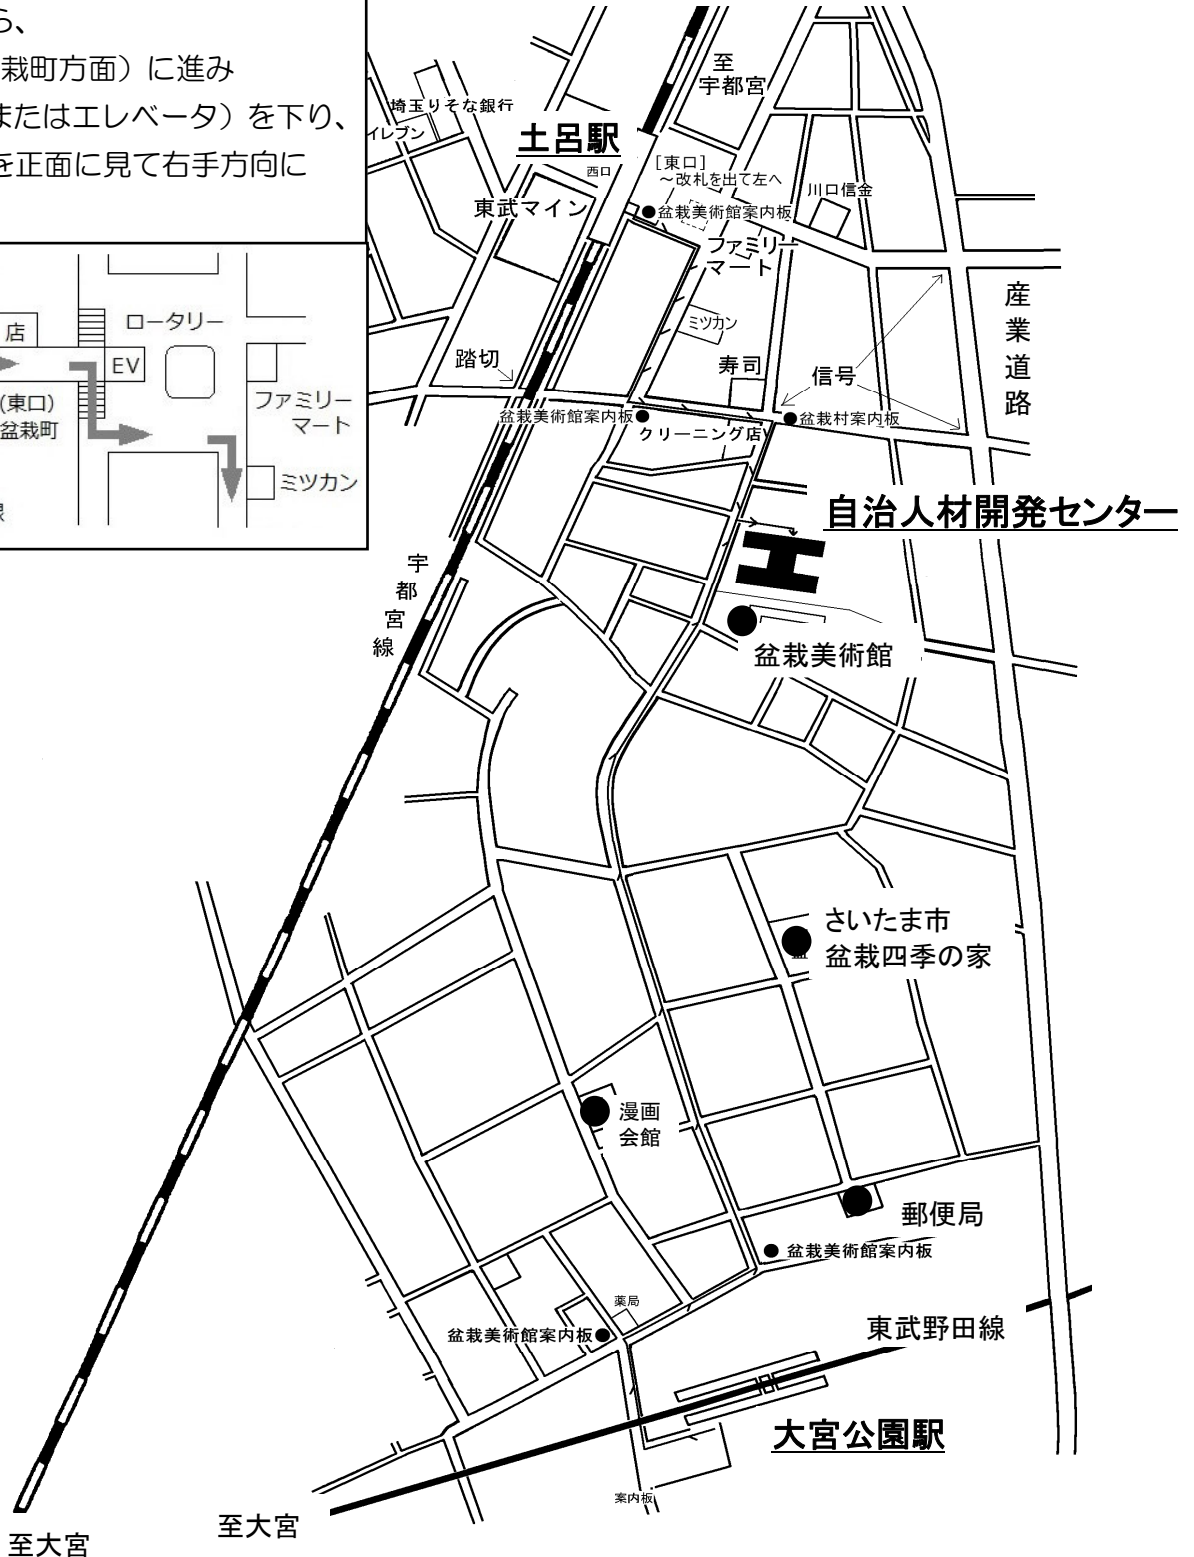 ら、
栽町方面）に進み
またはエレベータ）を下り、
を正面に見て右手方向に
店
ロータリー
EV
(東口)
盆栽町
ファミリー
マート
ミツカン
至
宇都宮
埼玉りそな銀行
イレブン
土呂駅
西口
[東口]
～改札を出て左へ
川口信金
東武マイン
盆栽美術館案内板
ファミリー
マート
産業道路
ミツカン
踏切
寿司
信号
盆栽美術館案内板
盆栽村案内板
クリーニング店
自治人材開発センター
宇都宮線
盆栽美術館
さいたま市
盆栽四季の家
漫画
会館
郵便局
盆栽美術館案内板
薬局
盆栽美術館案内板
東武野田線
大宮公園駅
案内板
至大宮
至大宮